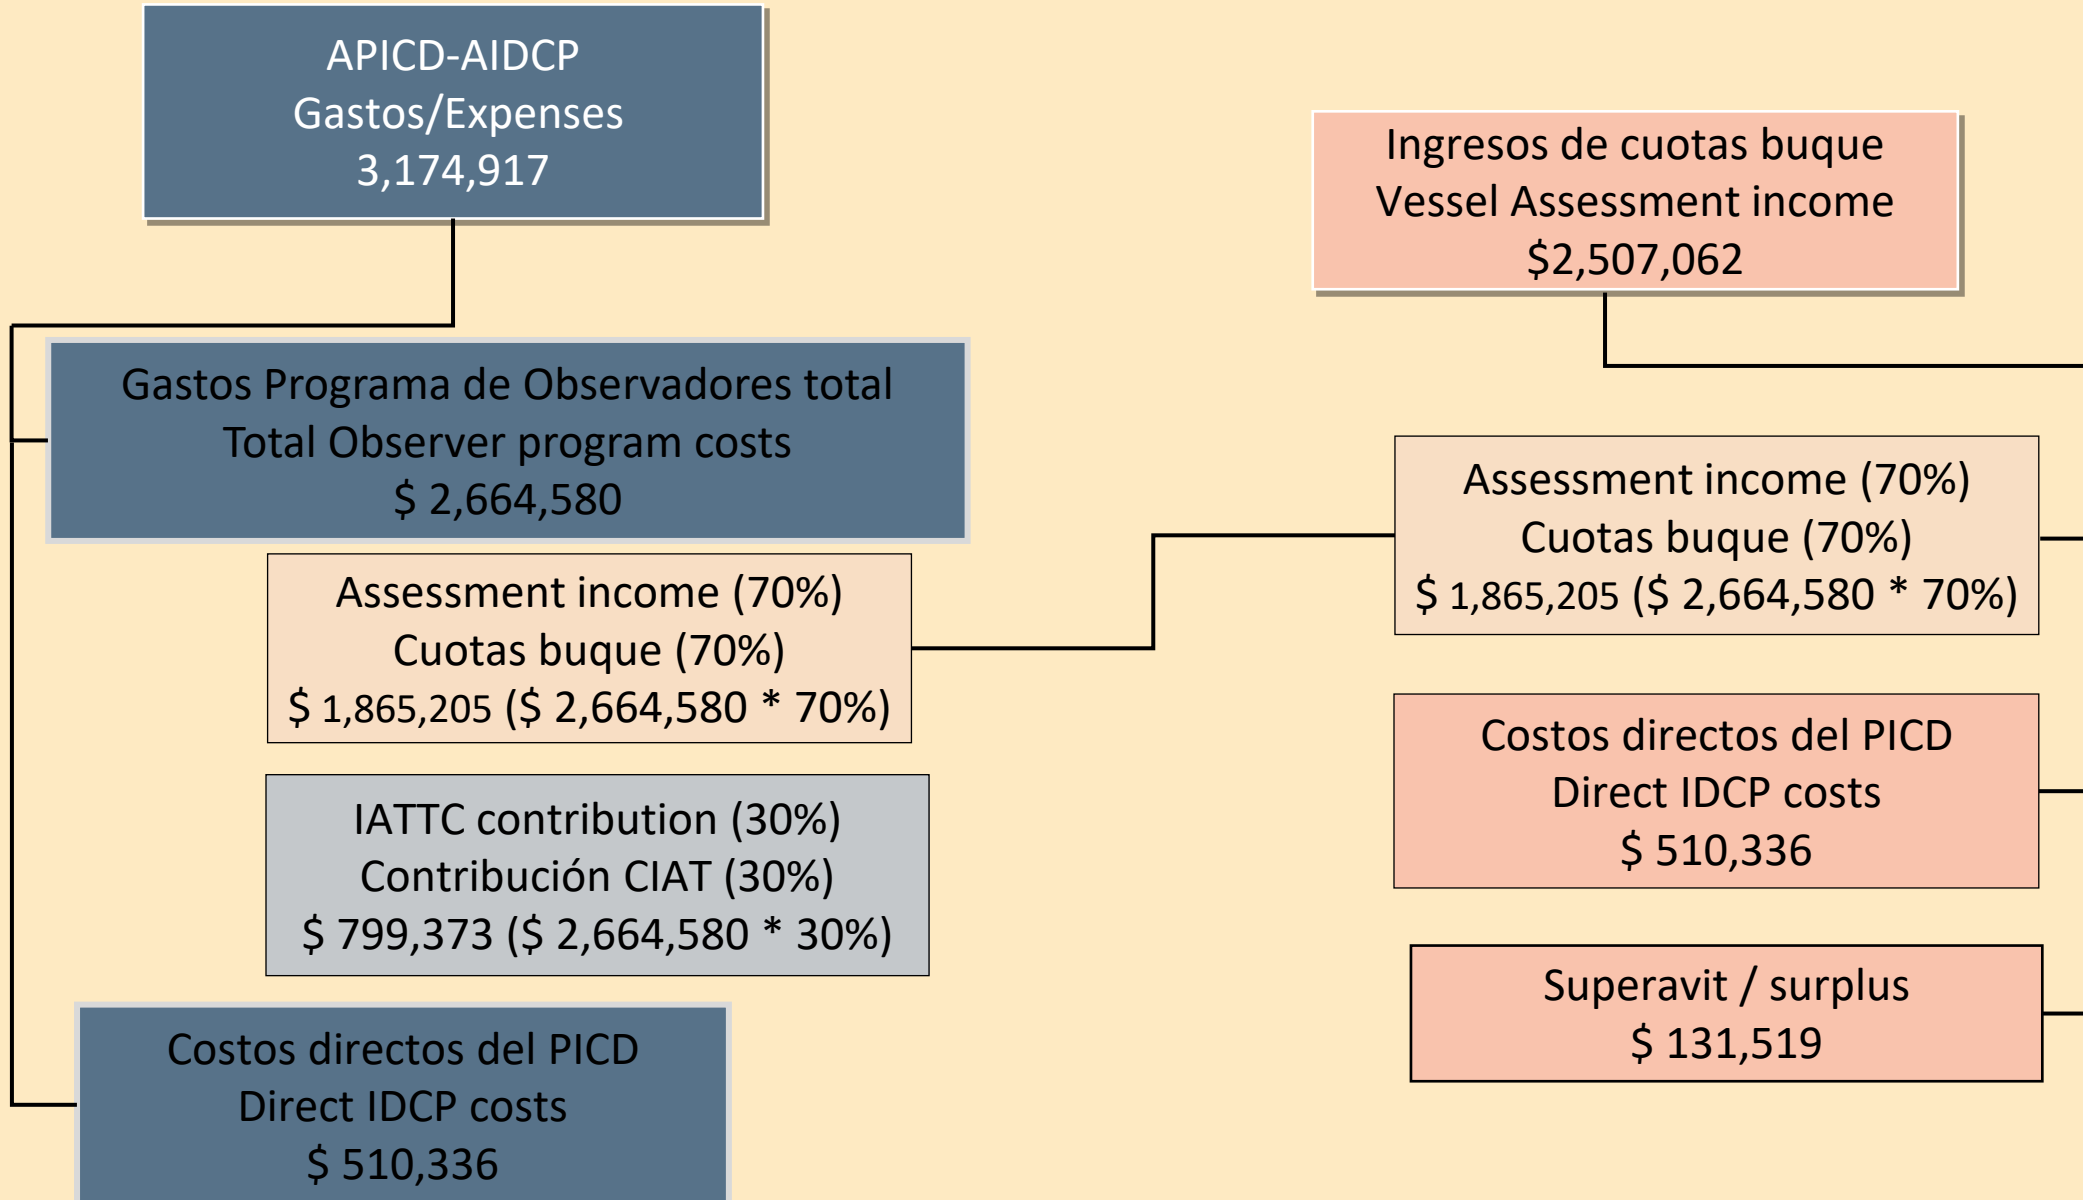 APICD-AIDCP
Gastos/Expenses
3,174,917
Gastos Programa de Observadores total
Total Observer program costs
$ 2,664,580
Assessment income (70%)
Cuotas buque (70%)
$ 1,865,205 ($ 2,664,580 * 70%)
IATTC contribution (30%)
Contribución CIAT (30%)
$ 799,373 ($ 2,664,580 * 30%)
Costos directos del PICD
Direct IDCP costs
$ 510,336
Ingresos de cuotas buque
Vessel Assessment income
$2,507,062
Assessment income (70%)
Cuotas buque (70%)
$ 1,865,205 ($ 2,664,580 * 70%)
Costos directos del PICD
Direct IDCP costs
$ 510,336
Superavit / surplus
$ 131,519